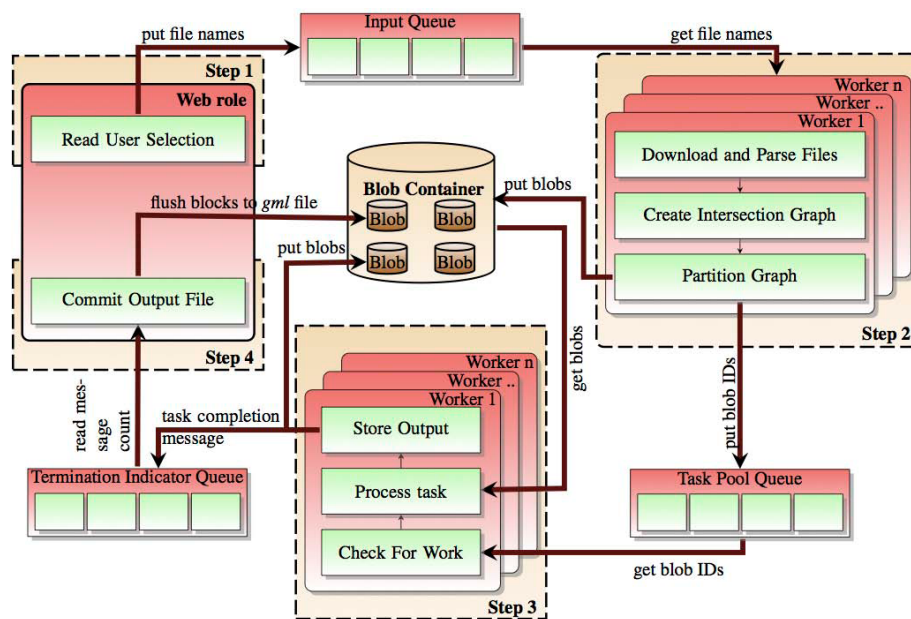 Input Queue
put file names
get file names
Step 1
Web role
Read User Selection
Worker n
Worker ..
Worker 1
Download and Parse Files
Create Intersection Graph
Partition Graph
Step 2
put blobs
Blob Container
Blob
Blob
Blob
Blob
flush blocks to gml file
put blobs
Commit Output File
Step 4
get blobs
put blob IDs
read mes-
sage
count
task completion
message
Worker n
Worker ..
Worker 1
Store Output
Process task
Check For Work
Step 3
Termination Indicator Queue
Task Pool Queue
get blob IDs